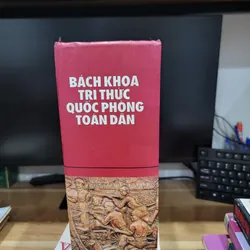 BÁCH KHOA
TRI THỨC
QUỐC PHÒNG
TOÀN DÂN